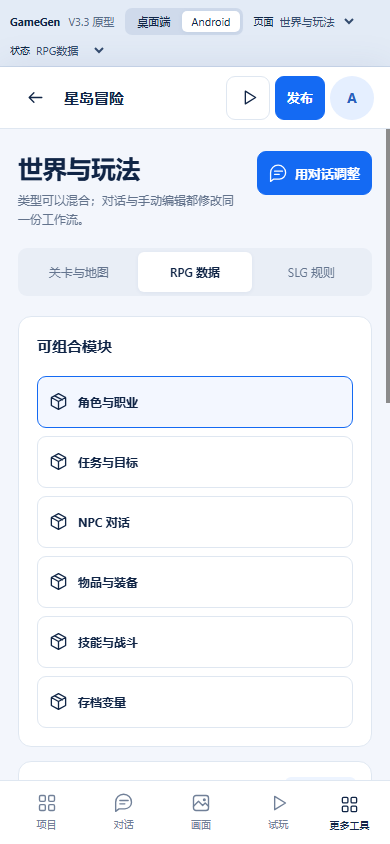 GameGen V3.3 原型 桌面端 Android 页面 世界与玩法
状态 RPG数据
星岛冒险 发布 A
世界与玩法
用对话调整
类型可以混合；对话与手动编辑都修改同
一份工作流。
关卡与地图 RPG 数据 SLG 规则
可组合模块
角色与职业
任务与目标
NPC 对话
物品与装备
技能与战斗
存档变量
项目 对话 画面 试玩 更多工具